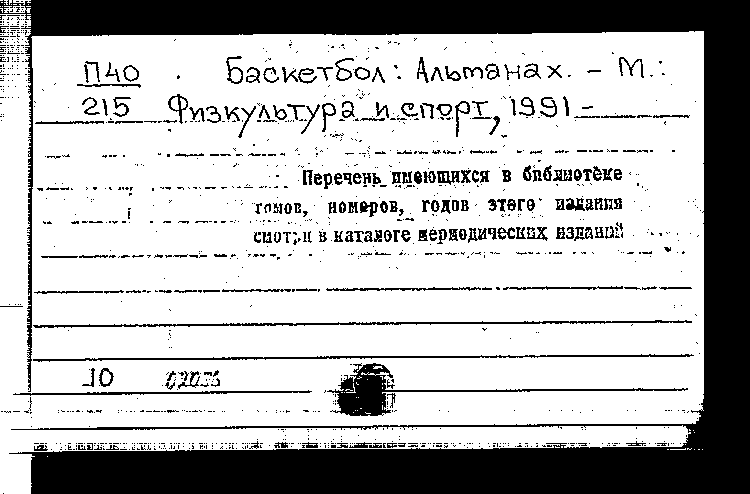 П40 Баскетбол: Альманах. - М.:
215 Физкультура и спорт, 1991 -
Перечень имеющихся в библиотеке
томов, номеров, годов этого издания
смотри в каталоге периодических изданий
10